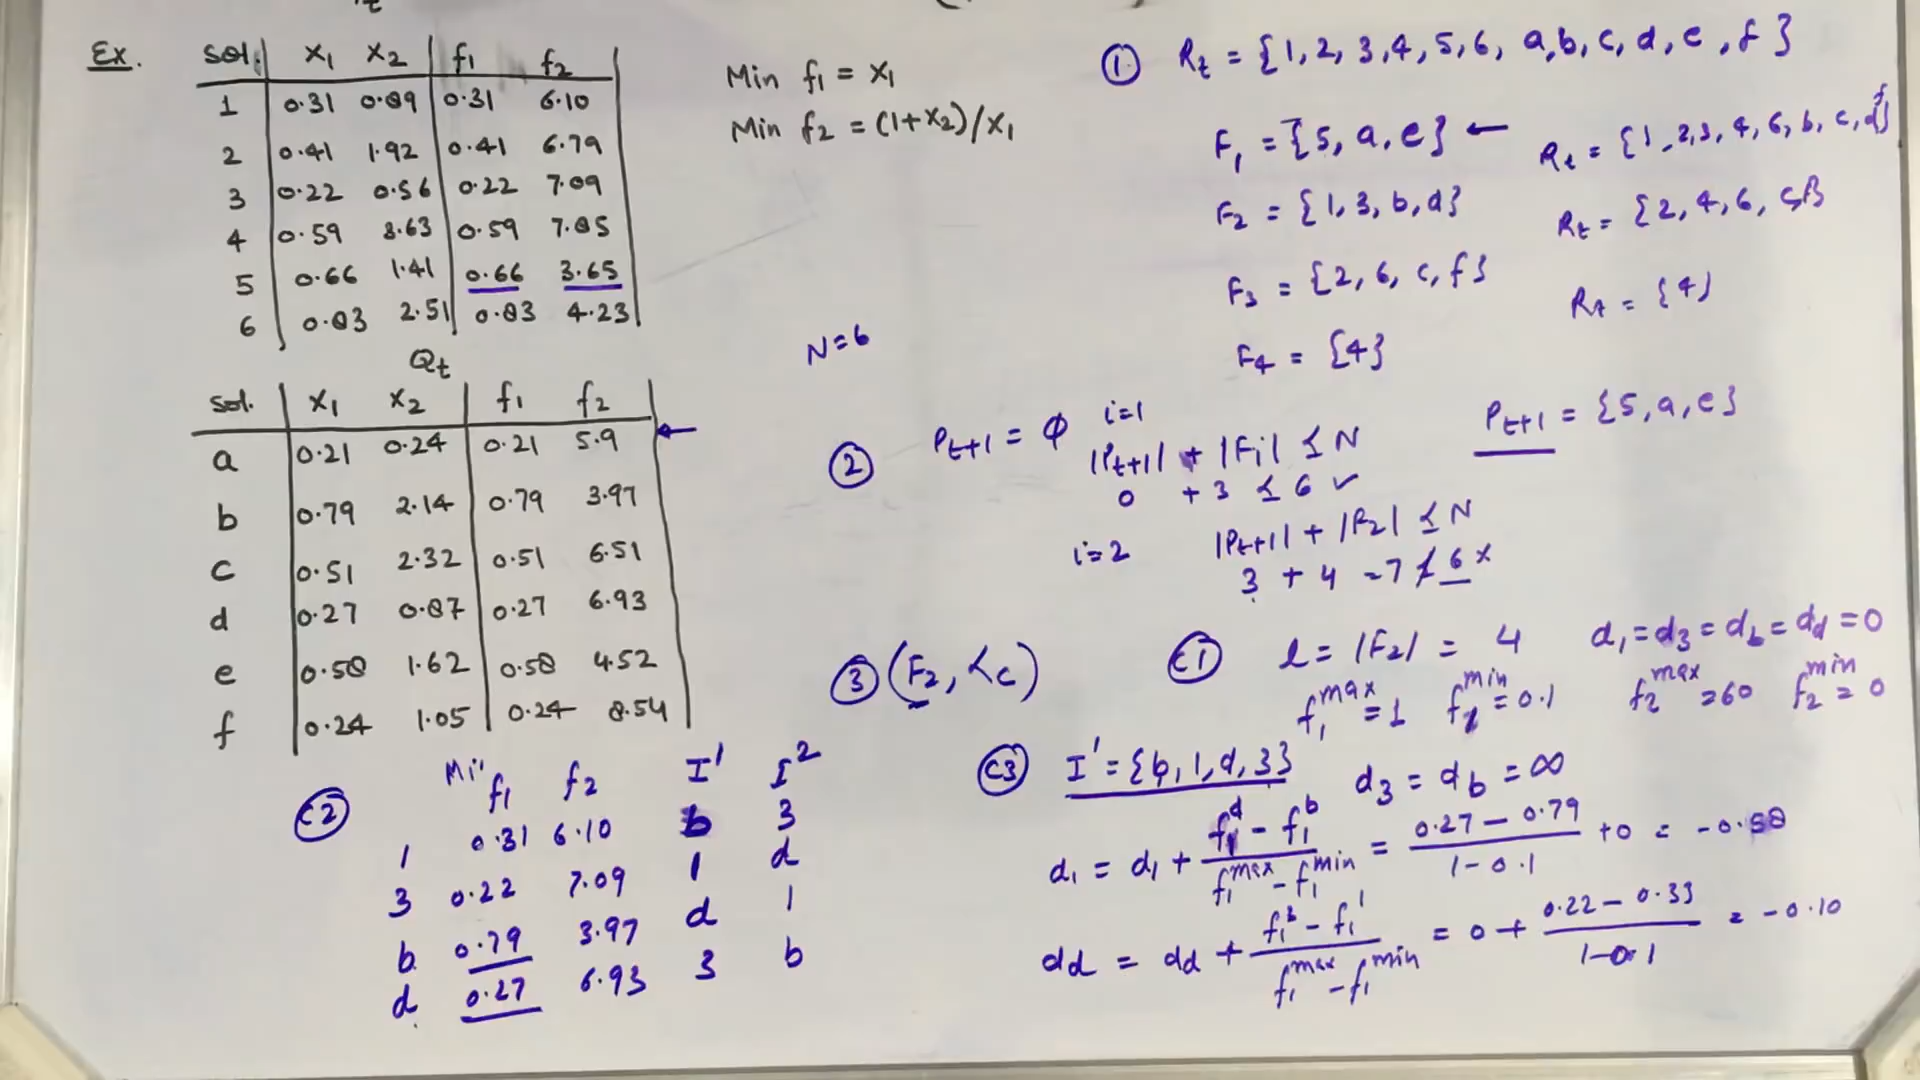 Ex.
sol. x₁ x₂ f₁ f₂
1 0.31 0.89 0.31 6.10
2 0.41 1.92 0.41 6.79
3 0.22 0.56 0.22 7.09
4 0.59 3.63 0.59 7.85
5 0.66 1.41 0.66 3.65
6 0.83 2.51 0.83 4.23
Qt
sol. x₁ x₂ f₁ f₂
a 0.21 0.24 0.21 5.9 ←
b 0.79 2.14 0.79 3.97
c 0.51 2.32 0.51 6.51
d 0.27 0.87 0.27 6.93
e 0.58 1.62 0.58 4.52
f 0.24 1.05 0.24 8.54
Min f₁ = x₁
Min f₂ = (1+x₂)/x₁
N=6
① Rt = {1,2,3,4,5,6, a,b,c,d,e,f}
F₁ = {5, a, e} ←
Rt = {1,2,3,4,6,b,c,d,f}
F₂ = {1,3,b,d}
Rt = {2,4,6,c,f}
F₃ = {2,6,c,f}
Rt = {4}
F₄ = {4}
② Pt+1 = ϕ i=1
|Pt+1| + |Fi| ≤ N
0 + 3 ≤ 6 ✓
Pt+1 = {5, a, e}
i=2 |Pt+1| + |F₂| ≤ N
3 + 4 = 7 ≰ 6 ×
③ (F₂, <c)
C1 l = |F₂| = 4 d₁=d₃=db=dd=0
f₁max = 1 f₁min = 0.1 f₂max = 60 f₂min = 0
C2
Min f₁ f₂ I¹ I²
1 0.31 6.10 b 3
3 0.22 7.09 1 d
b 0.79 3.97 d 1
d 0.27 6.93 3 b
C3 I' = {b,1,d,3} d₃ = db = ∞
d₁ = d₁ + (f₁d - f₁b)/(f₁max - f₁min) = (0.27 - 0.79)/(1-0.1) + 0 = -0.58
dd = dd + (f₁3 - f₁1)/(f₁max - f₁min) = 0 + (0.22 - 0.33)/(1-0.1) = -0.10